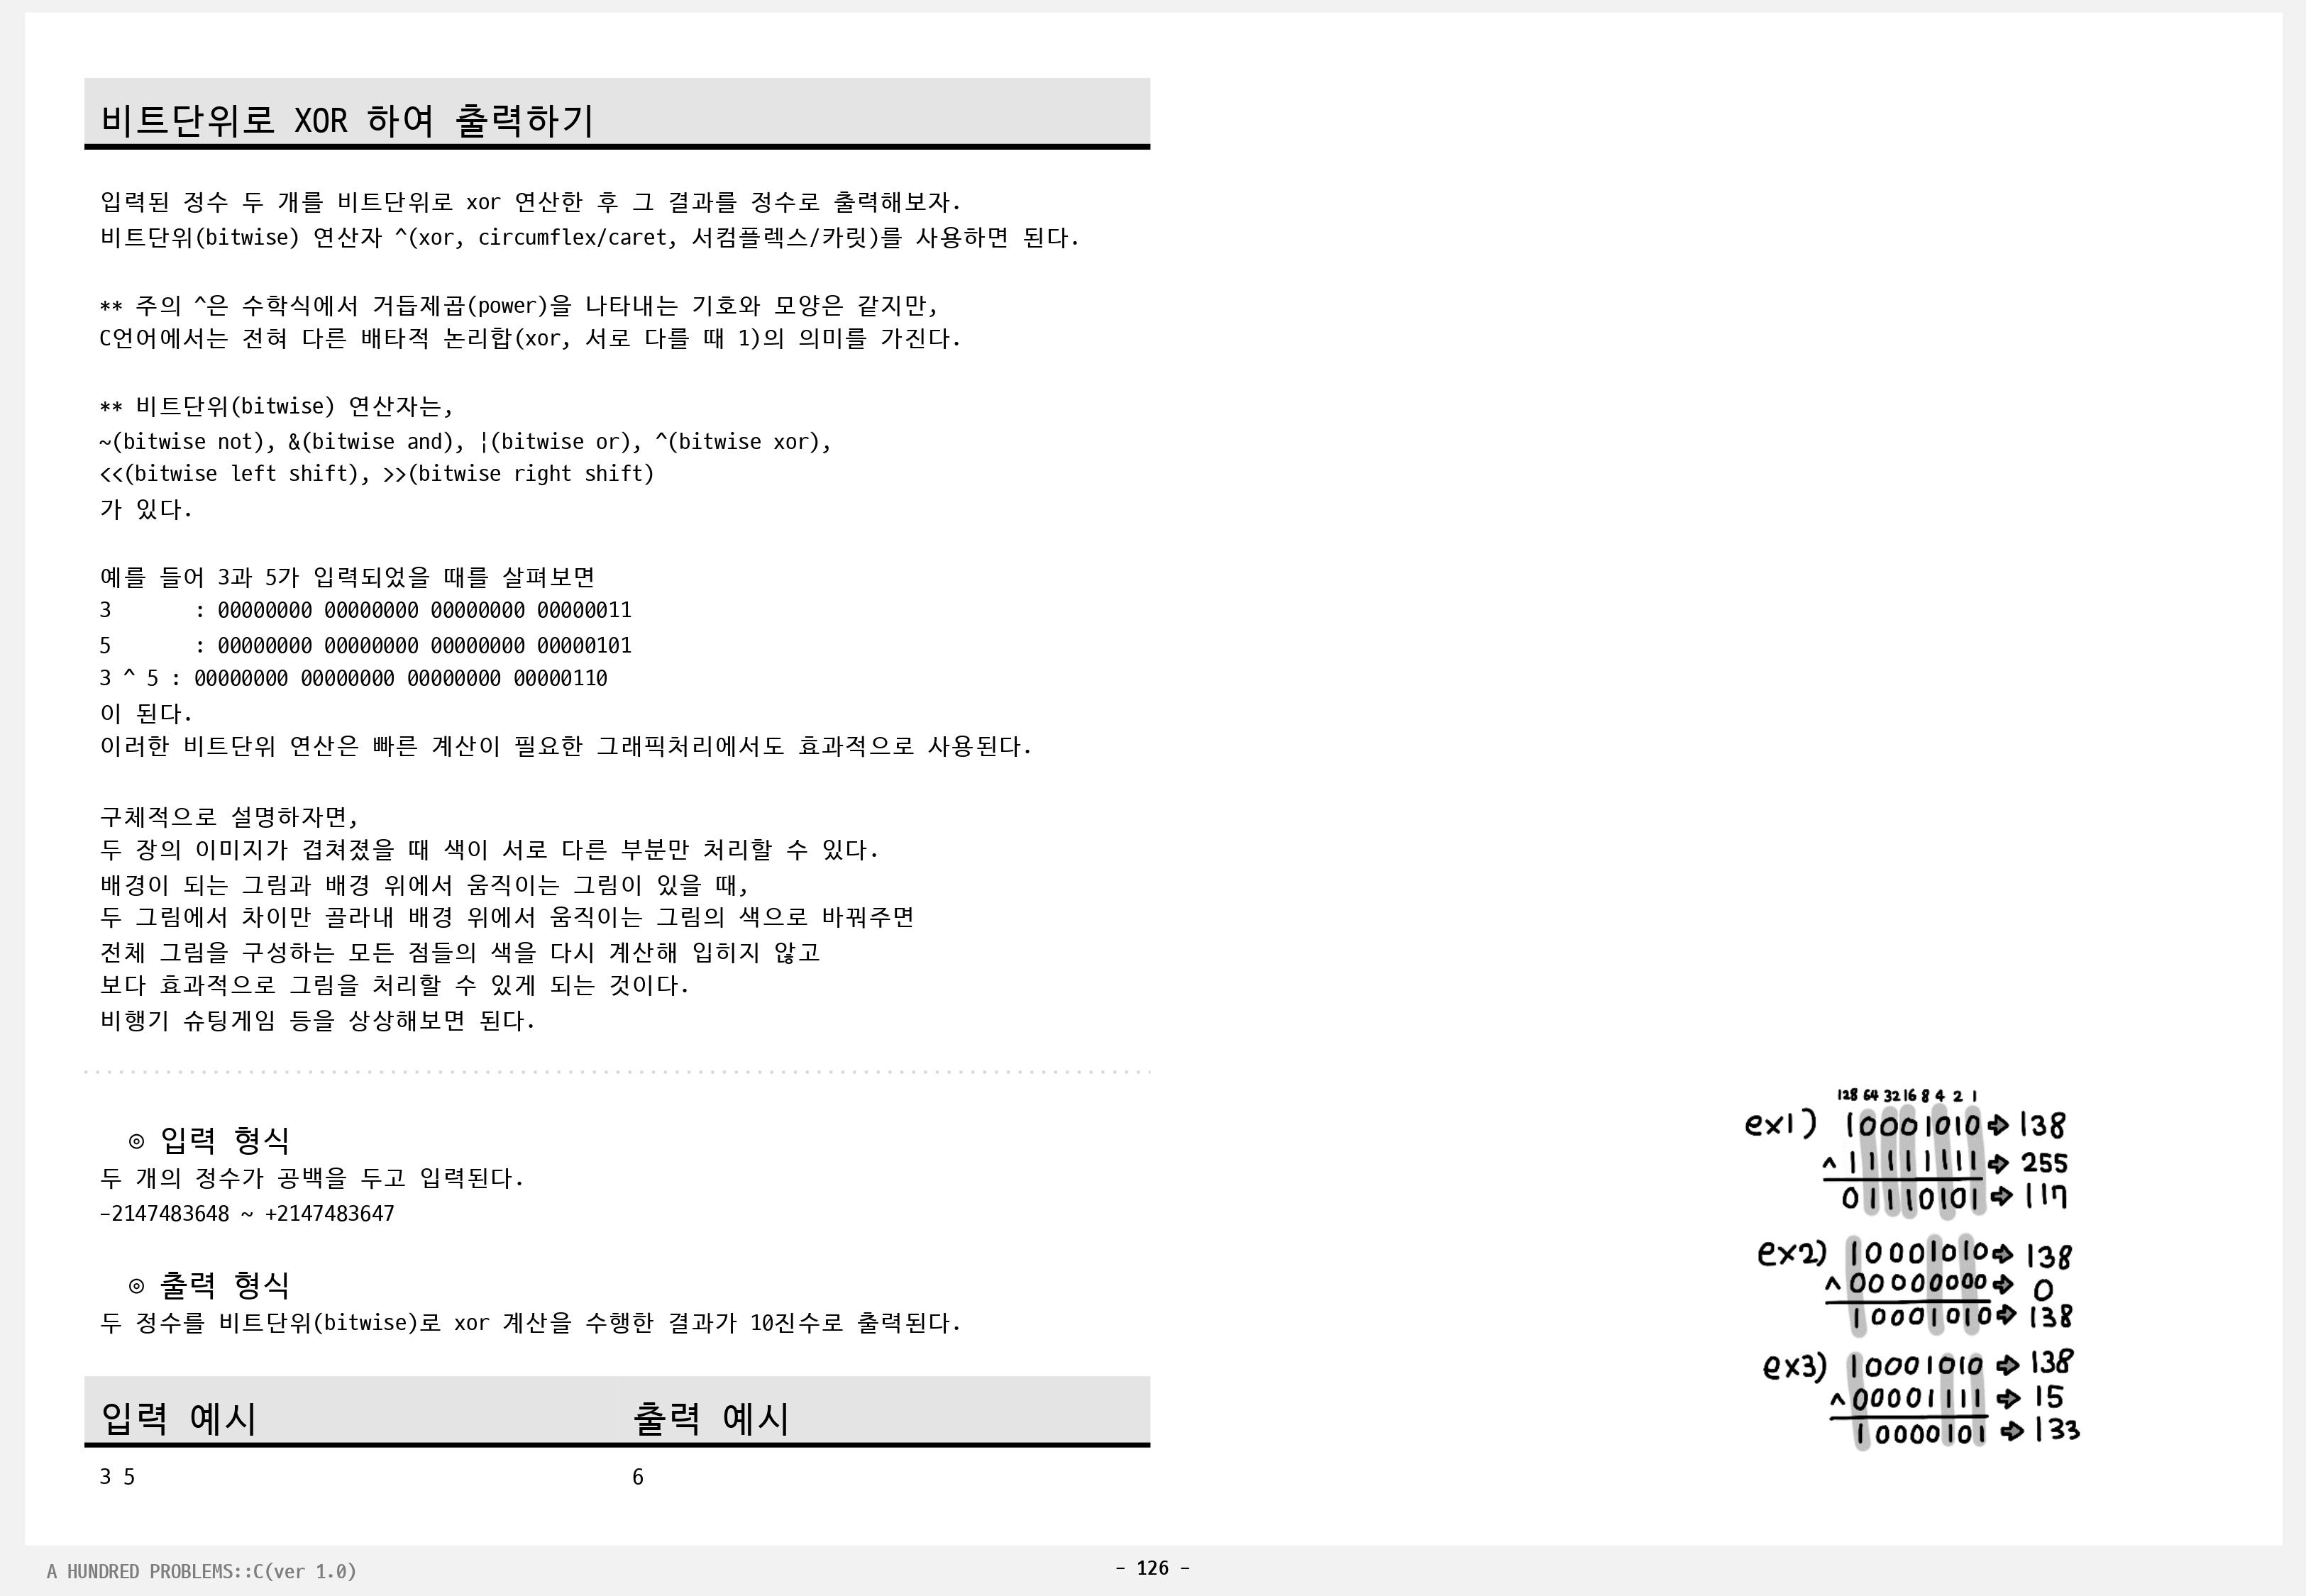 비트단위로 XOR 하여 출력하기
입력된 정수 두 개를 비트단위로 xor 연산한 후 그 결과를 정수로 출력해보자.
비트단위(bitwise) 연산자 ^(xor, circumflex/caret, 서컴플렉스/카릿)를 사용하면 된다.
** 주의 ^은 수학식에서 거듭제곱(power)을 나타내는 기호와 모양은 같지만,
C언어에서는 전혀 다른 배타적 논리합(xor, 서로 다를 때 1)의 의미를 가진다.
** 비트단위(bitwise) 연산자는,
~(bitwise not), &(bitwise and), |(bitwise or), ^(bitwise xor),
<<(bitwise left shift), >>(bitwise right shift)
가 있다.
예를 들어 3과 5가 입력되었을 때를 살펴보면
3 : 00000000 00000000 00000000 00000011
5 : 00000000 00000000 00000000 00000101
3 ^ 5 : 00000000 00000000 00000000 00000110
이 된다.
이러한 비트단위 연산은 빠른 계산이 필요한 그래픽처리에서도 효과적으로 사용된다.
구체적으로 설명하자면,
두 장의 이미지가 겹쳐졌을 때 색이 서로 다른 부분만 처리할 수 있다.
배경이 되는 그림과 배경 위에서 움직이는 그림이 있을 때,
두 그림에서 차이만 골라내 배경 위에서 움직이는 그림의 색으로 바꿔주면
전체 그림을 구성하는 모든 점들의 색을 다시 계산해 입히지 않고
보다 효과적으로 그림을 처리할 수 있게 되는 것이다.
비행기 슈팅게임 등을 상상해보면 된다.
◎ 입력 형식
두 개의 정수가 공백을 두고 입력된다.
-2147483648 ~ +2147483647
◎ 출력 형식
두 정수를 비트단위(bitwise)로 xor 계산을 수행한 결과가 10진수로 출력된다.
입력 예시 출력 예시
3 5 6
128 64 32 16 8 4 2 1
ex1) 10001010 ⇒ 138
^ 11111111 ⇒ 255
01110101 ⇒ 117
ex2) 10001010 ⇒ 138
^ 00000000 ⇒ 0
10001010 ⇒ 138
ex3) 10001010 ⇒ 138
^ 00001111 ⇒ 15
10000101 ⇒ 133
A HUNDRED PROBLEMS::C(ver 1.0)
- 126 -